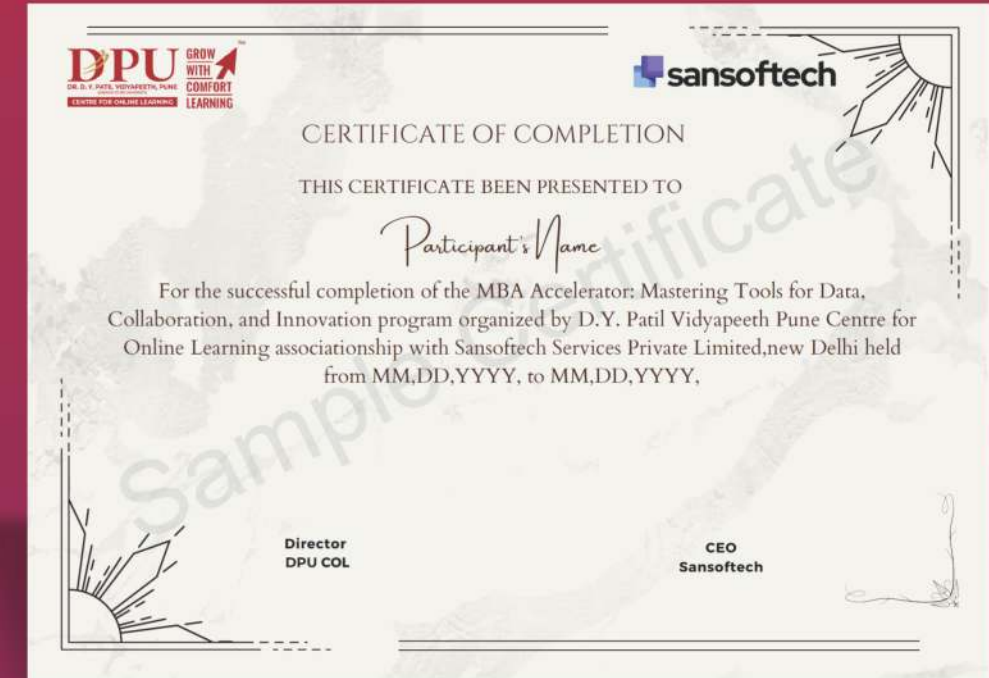 DPU
DR. D. Y. PATIL VIDYAPEETH, PUNE
CENTRE FOR ONLINE LEARNING
GROW
WITH
COMFORT
LEARNING
sansoftech
CERTIFICATE OF COMPLETION
THIS CERTIFICATE BEEN PRESENTED TO
Participant's Name
For the successful completion of the MBA Accelerator: Mastering Tools for Data,
Collaboration, and Innovation program organized by D.Y. Patil Vidyapeeth Pune Centre for
Online Learning associationship with Sansoftech Services Private Limited,new Delhi held
from MM,DD,YYYY, to MM,DD,YYYY,
Sample Certificate
Director
DPU COL
CEO
Sansoftech